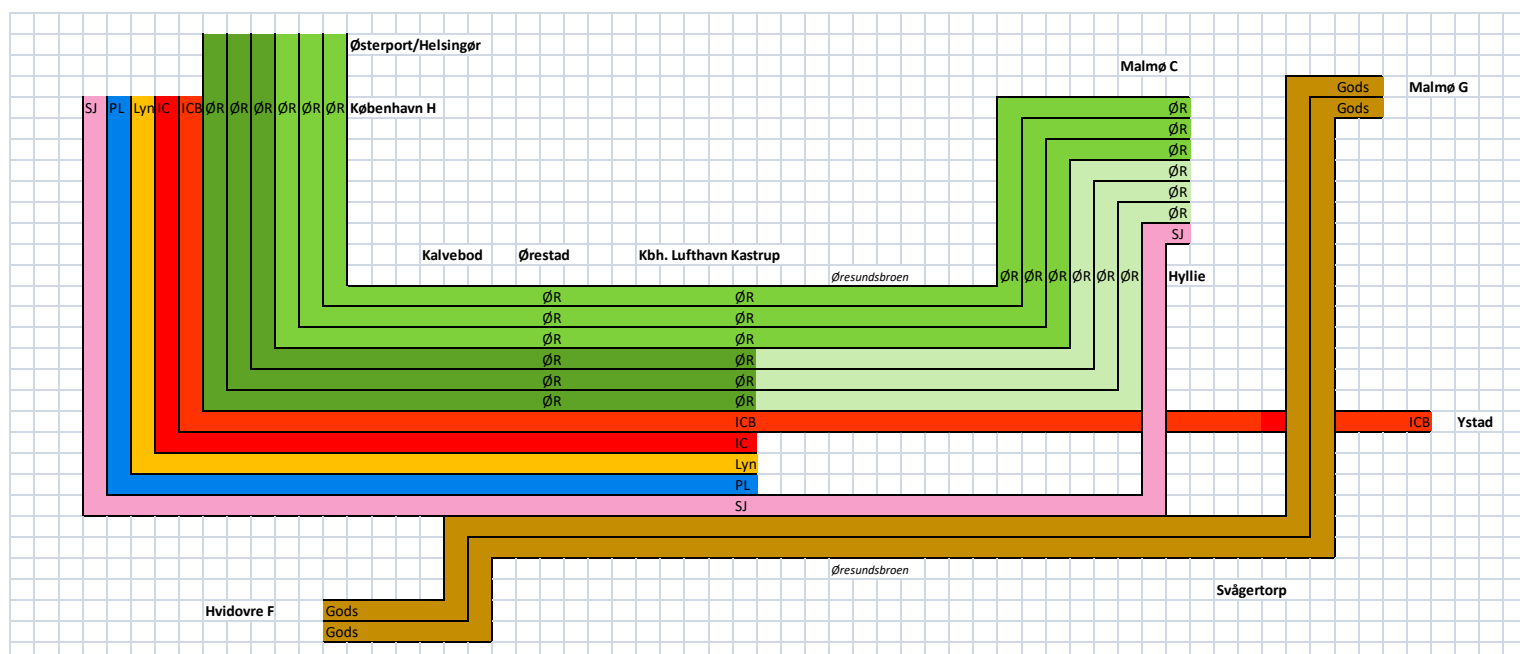 Østerport/Helsingør
Malmø C
Gods Malmø G
SJ PL Lyn IC ICB ØR ØR ØR ØR ØR ØR København H
ØR
Gods
ØR
ØR
ØR
ØR
ØR
SJ
Kalvebod Ørestad Kbh. Lufthavn Kastrup
Øresundsbroen
ØR ØR ØR ØR ØR ØR Hyllie
ØR ØR
ØR ØR
ØR ØR
ØR ØR
ØR ØR
ØR ØR
ICB ICB Ystad
IC
Lyn
PL
SJ
Øresundsbroen
Svågertorp
Hvidovre F Gods
Gods